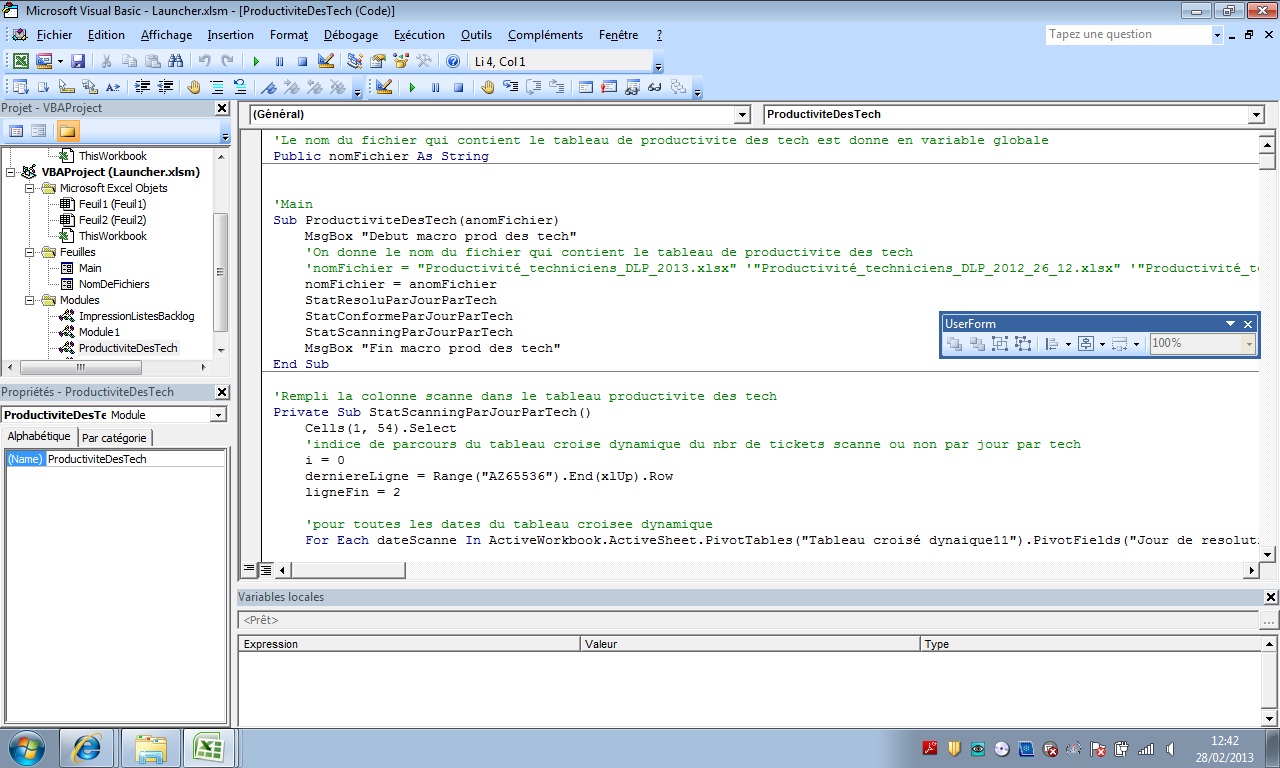 Microsoft Visual Basic - Launcher.xlsm - [ProductiviteDesTech (Code)]
Fichier Edition Affichage Insertion Format Débogage Exécution Outils Compléments Fenêtre ? Tapez une question
Li 4, Col 1
Projet - VBAProject
(Général) ProductiviteDesTech
ThisWorkbook
VBAProject (Launcher.xlsm)
Microsoft Excel Objets
Feuil1 (Feuil1)
Feuil2 (Feuil2)
ThisWorkbook
Feuilles
Main
NomDeFichiers
Modules
ImpressionListesBacklog
Module1
ProductiviteDesTech
Propriétés - ProductiviteDesTech
ProductiviteDesTe Module
Alphabétique Par catégorie
(Name) ProductiviteDesTech
'Le nom du fichier qui contient le tableau de productivite des tech est donne en variable globale
Public nomFichier As String
'Main
Sub ProductiviteDesTech(anomFichier)
MsgBox "Debut macro prod des tech"
'On donne le nom du fichier qui contient le tableau de productivite des tech
'nomFichier = "Productivité_techniciens_DLP_2013.xlsx" '"Productivité_techniciens_DLP_2012_26_12.xlsx" '"Productivité_te
nomFichier = anomFichier
StatResoluParJourParTech
StatConformeParJourParTech
StatScanningParJourParTech
MsgBox "Fin macro prod des tech"
End Sub
UserForm
100%
'Rempli la colonne scanne dans le tableau productivite des tech
Private Sub StatScanningParJourParTech()
Cells(1, 54).Select
'indice de parcours du tableau croise dynamique du nbr de tickets scanne ou non par jour par tech
i = 0
derniereLigne = Range("AZ65536").End(xlUp).Row
ligneFin = 2
'pour toutes les dates du tableau croisee dynamique
For Each dateScanne In ActiveWorkbook.ActiveSheet.PivotTables("Tableau croisé dynaique11").PivotFields("Jour de resoluti
Variables locales
<Prêt>
...
Expression Valeur Type
12:42
28/02/2013